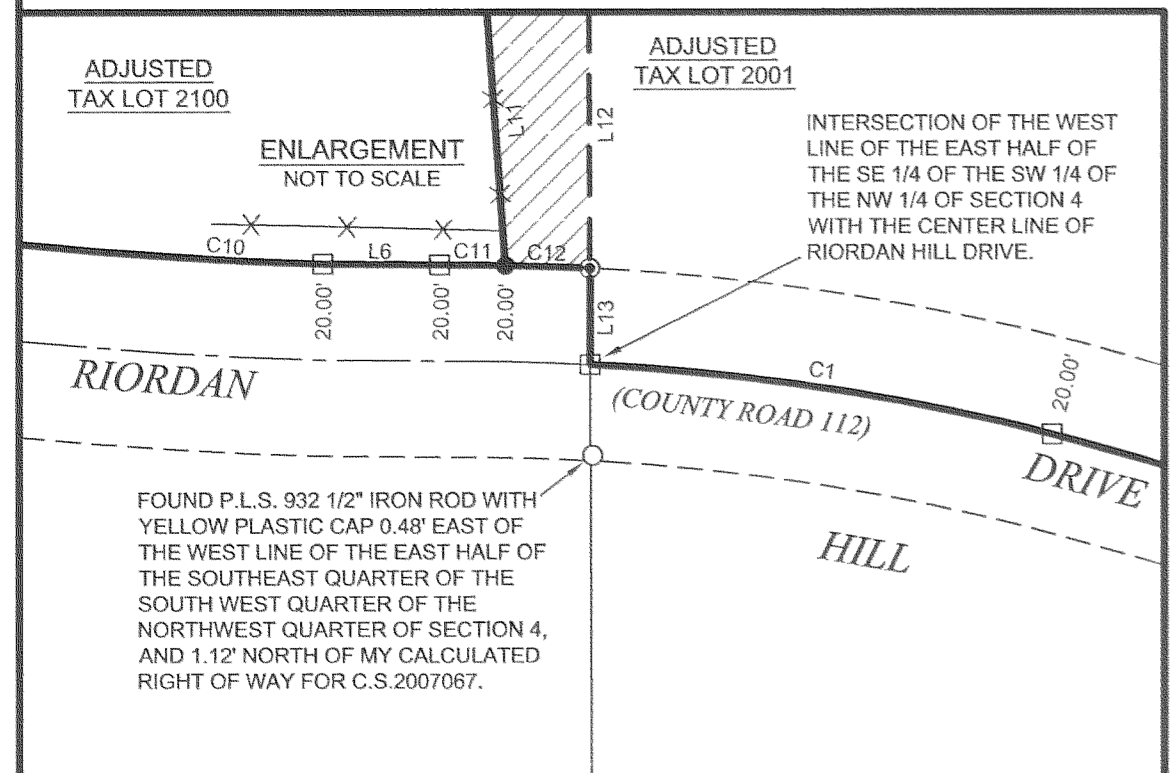 ADJUSTED
TAX LOT 2100
ADJUSTED
TAX LOT 2001
ENLARGEMENT
NOT TO SCALE
L11
L12
INTERSECTION OF THE WEST
LINE OF THE EAST HALF OF
THE SE 1/4 OF THE SW 1/4 OF
THE NW 1/4 OF SECTION 4
WITH THE CENTER LINE OF
RIORDAN HILL DRIVE.
C10
L6
C11
C12
20.00'
20.00'
20.00'
L13
RIORDAN
C1
20.00'
(COUNTY ROAD 112)
DRIVE
HILL
FOUND P.L.S. 932 1/2" IRON ROD WITH
YELLOW PLASTIC CAP 0.48' EAST OF
THE WEST LINE OF THE EAST HALF OF
THE SOUTHEAST QUARTER OF THE
SOUTH WEST QUARTER OF THE
NORTHWEST QUARTER OF SECTION 4,
AND 1.12' NORTH OF MY CALCULATED
RIGHT OF WAY FOR C.S.2007067.